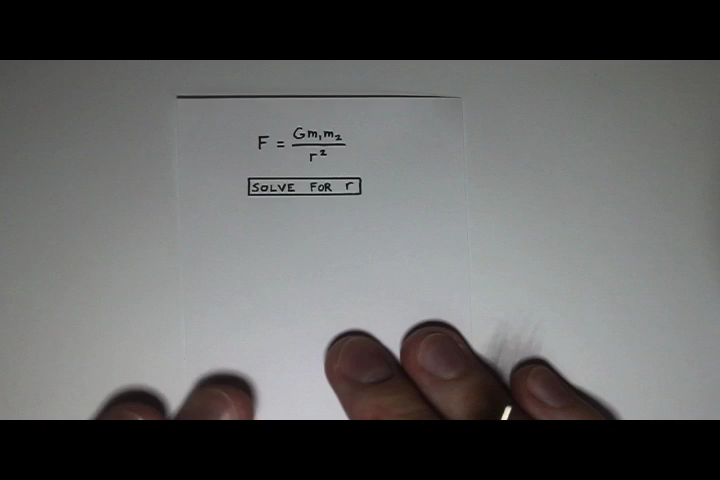 F = Gm₁m₂/r²
SOLVE FOR r